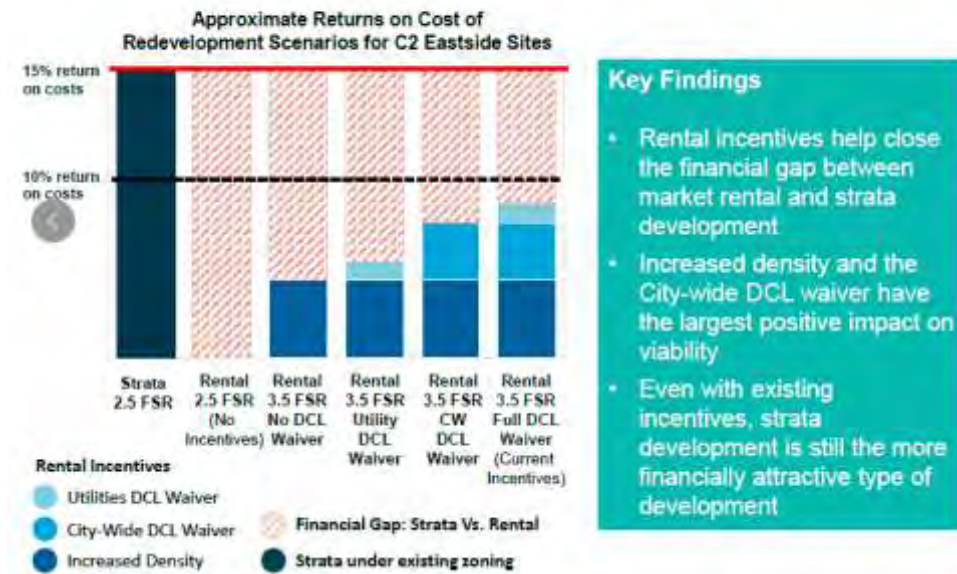 Approximate Returns on Cost of
Redevelopment Scenarios for C2 Eastside Sites
15% return
on costs
10% return
on costs
Strata
2.5 FSR
Rental
2.5 FSR
(No
Incentives)
Rental
3.5 FSR
No DCL
Waiver
Rental
3.5 FSR
Utility
DCL
Waiver
Rental
3.5 FSR
CW
DCL
Waiver
Rental
3.5 FSR
Full DCL
Waiver
(Current
Incentives)
Rental Incentives
Utilities DCL Waiver
City-Wide DCL Waiver
Increased Density
Financial Gap: Strata Vs. Rental
Strata under existing zoning
Key Findings
• Rental incentives help close
the financial gap between
market rental and strata
development
• Increased density and the
City-wide DCL waiver have
the largest positive impact on
viability
• Even with existing
incentives, strata
development is still the more
financially attractive type of
development